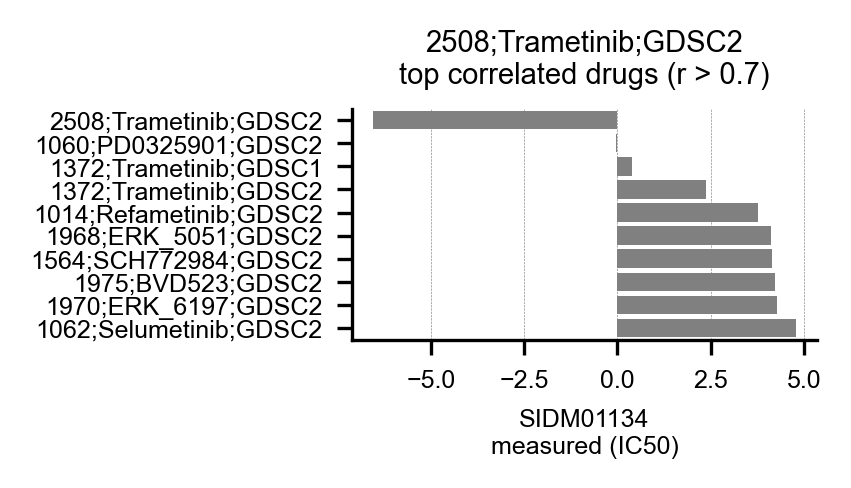 2508;Trametinib;GDSC2
top correlated drugs (r > 0.7)
2508;Trametinib;GDSC2
1060;PD0325901;GDSC2
1372;Trametinib;GDSC1
1372;Trametinib;GDSC2
1014;Refametinib;GDSC2
1968;ERK_5051;GDSC2
1564;SCH772984;GDSC2
1975;BVD523;GDSC2
1970;ERK_6197;GDSC2
1062;Selumetinib;GDSC2
−5.0 −2.5 0.0 2.5 5.0
SIDM01134
measured (IC50)